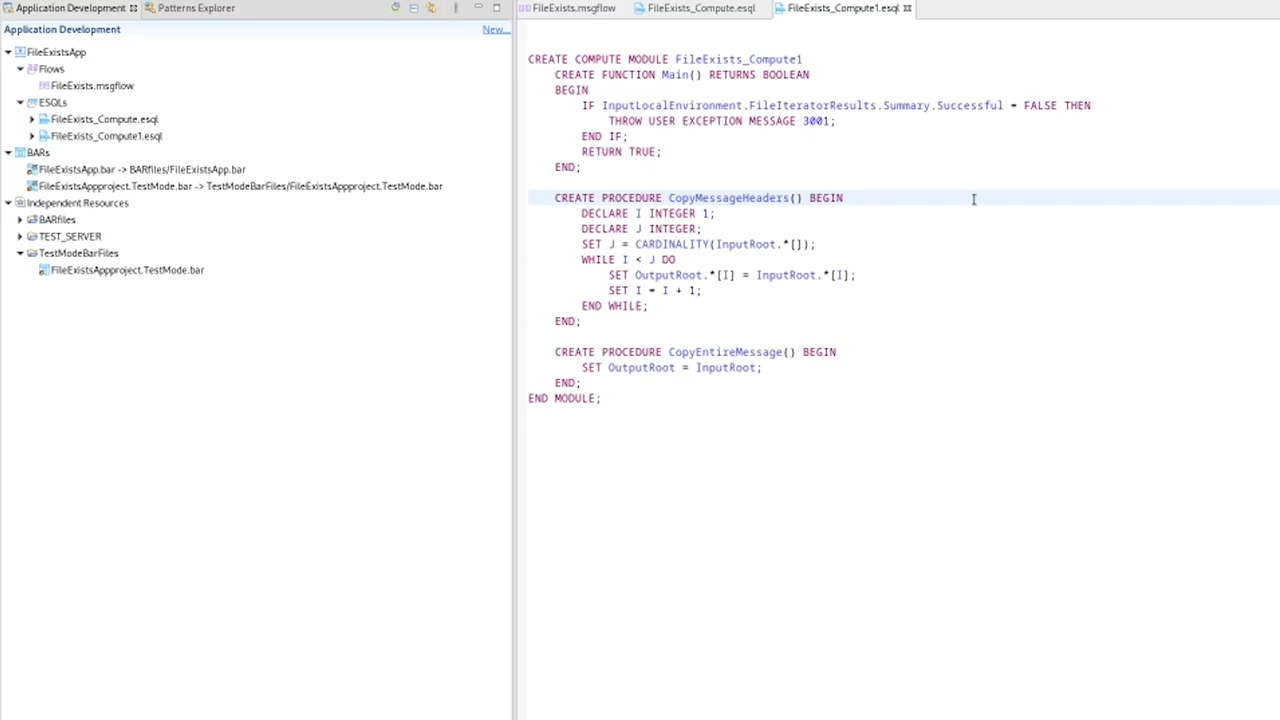 Application Development
Patterns Explorer
Application Development
New...
FileExistsApp
Flows
FileExists.msgflow
ESQLs
FileExists_Compute.esql
FileExists_Compute1.esql
BARs
FileExistsApp.bar -> BARfiles/FileExistsApp.bar
FileExistsAppproject.TestMode.bar -> TestModeBarFiles/FileExistsAppproject.TestMode.bar
Independent Resources
BARfiles
TEST_SERVER
TestModeBarFiles
FileExistsAppproject.TestMode.bar
FileExists.msgflow
FileExists_Compute.esql
FileExists_Compute1.esql
CREATE COMPUTE MODULE FileExists_Compute1
CREATE FUNCTION Main() RETURNS BOOLEAN
BEGIN
IF InputLocalEnvironment.FileIteratorResults.Summary.Successful = FALSE THEN
THROW USER EXCEPTION MESSAGE 3001;
END IF;
RETURN TRUE;
END;
CREATE PROCEDURE CopyMessageHeaders() BEGIN
DECLARE I INTEGER 1;
DECLARE J INTEGER;
SET J = CARDINALITY(InputRoot.*[]);
WHILE I < J DO
SET OutputRoot.*[I] = InputRoot.*[I];
SET I = I + 1;
END WHILE;
END;
CREATE PROCEDURE CopyEntireMessage() BEGIN
SET OutputRoot = InputRoot;
END;
END MODULE;